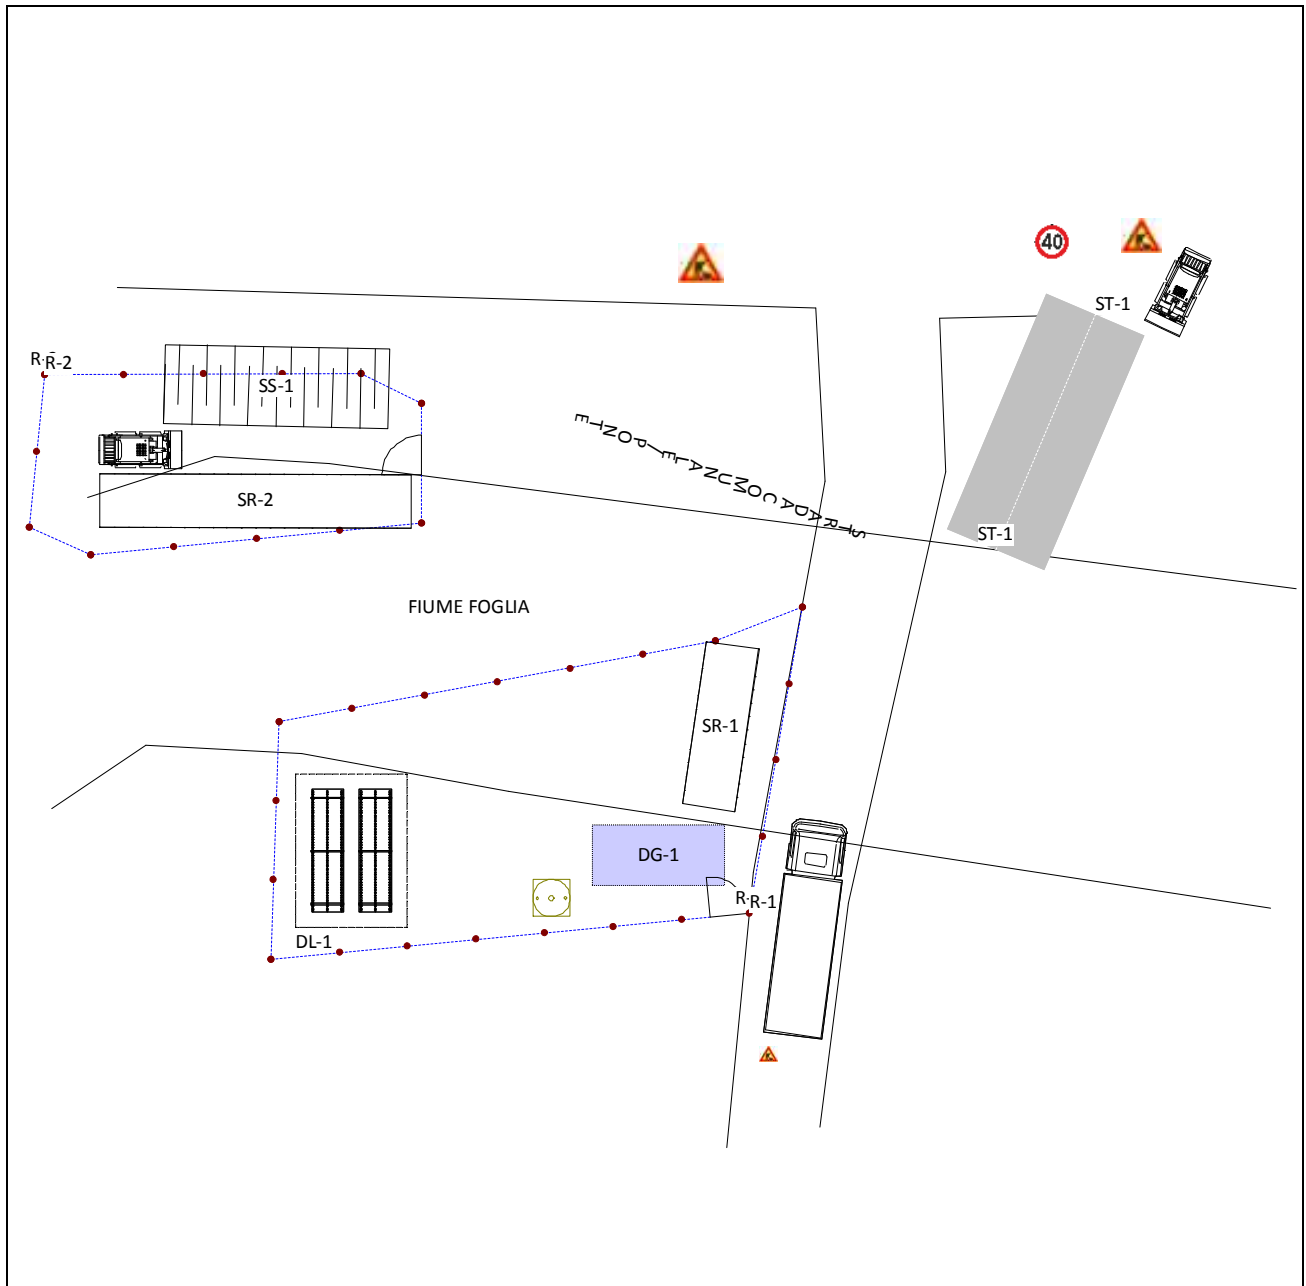 40
ST-1
R-
R-2
SS-1
STRADA COMUNALE/PONTE
SR-2
ST-1
FIUME FOGLIA
SR-1
DG-1
R-
R-1
DL-1